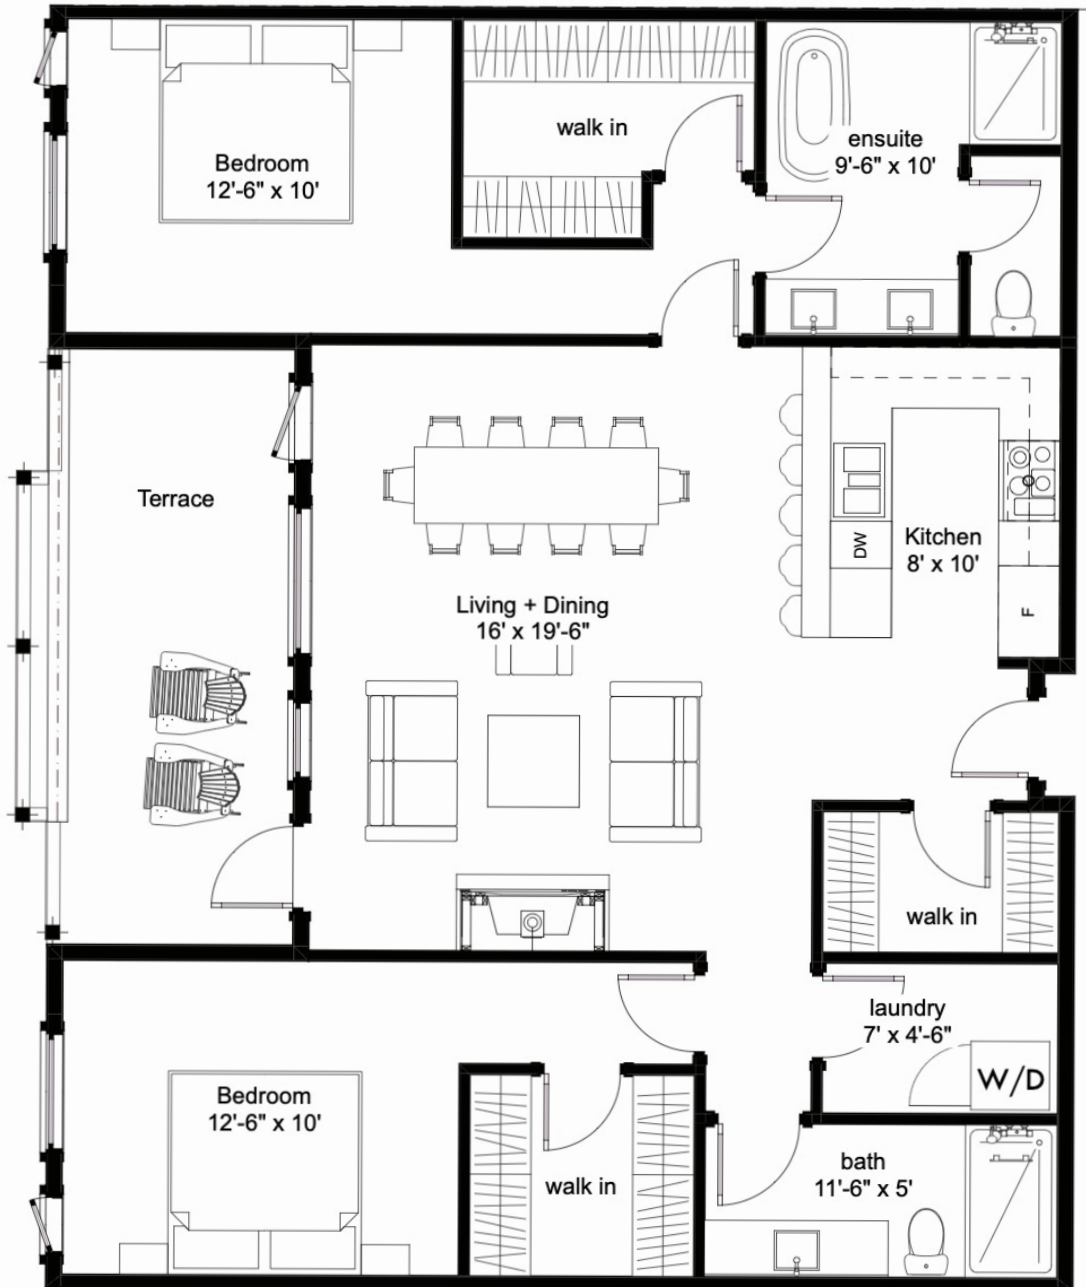 Bedroom
12'-6" x 10'
walk in
ensuite
9'-6" x 10'
Terrace
DW
Kitchen
8' x 10'
F
Living + Dining
16' x 19'-6"
walk in
laundry
7' x 4'-6"
W/D
Bedroom
12'-6" x 10'
walk in
bath
11'-6" x 5'